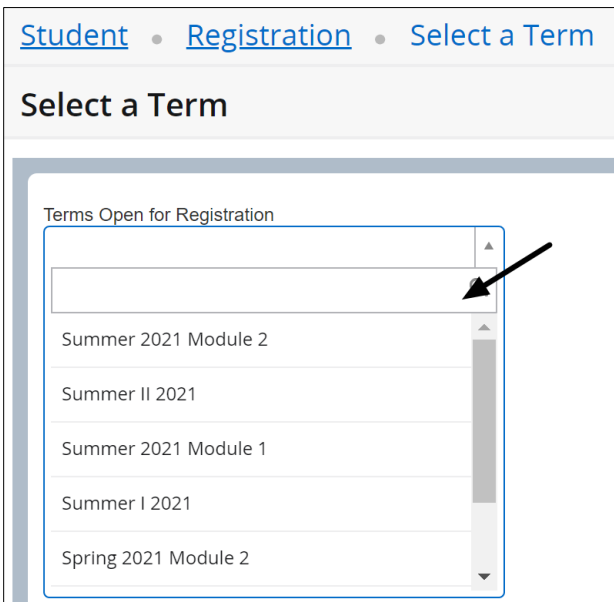 Student • Registration • Select a Term
Select a Term
Terms Open for Registration
Summer 2021 Module 2
Summer II 2021
Summer 2021 Module 1
Summer I 2021
Spring 2021 Module 2